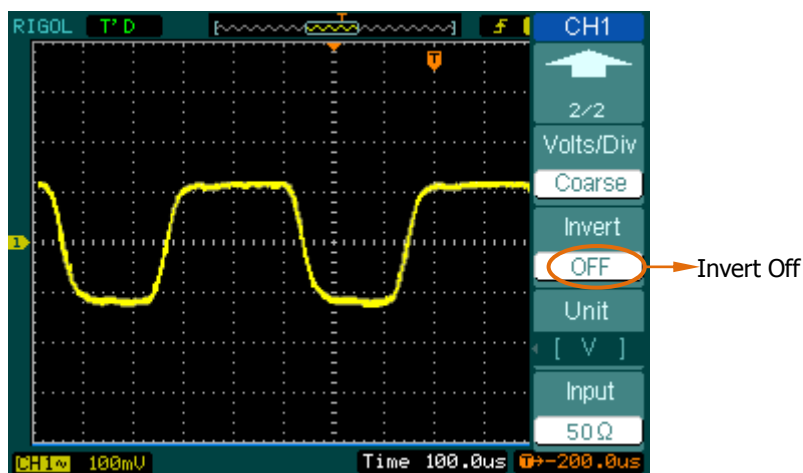 RIGOL T'D T CH1
T
2/2
Volts/Div
Coarse
1
Invert
OFF
Invert Off
Unit
[ V ]
Input
50Ω
CH1~ 100mV Time 100.0us T→-200.0us